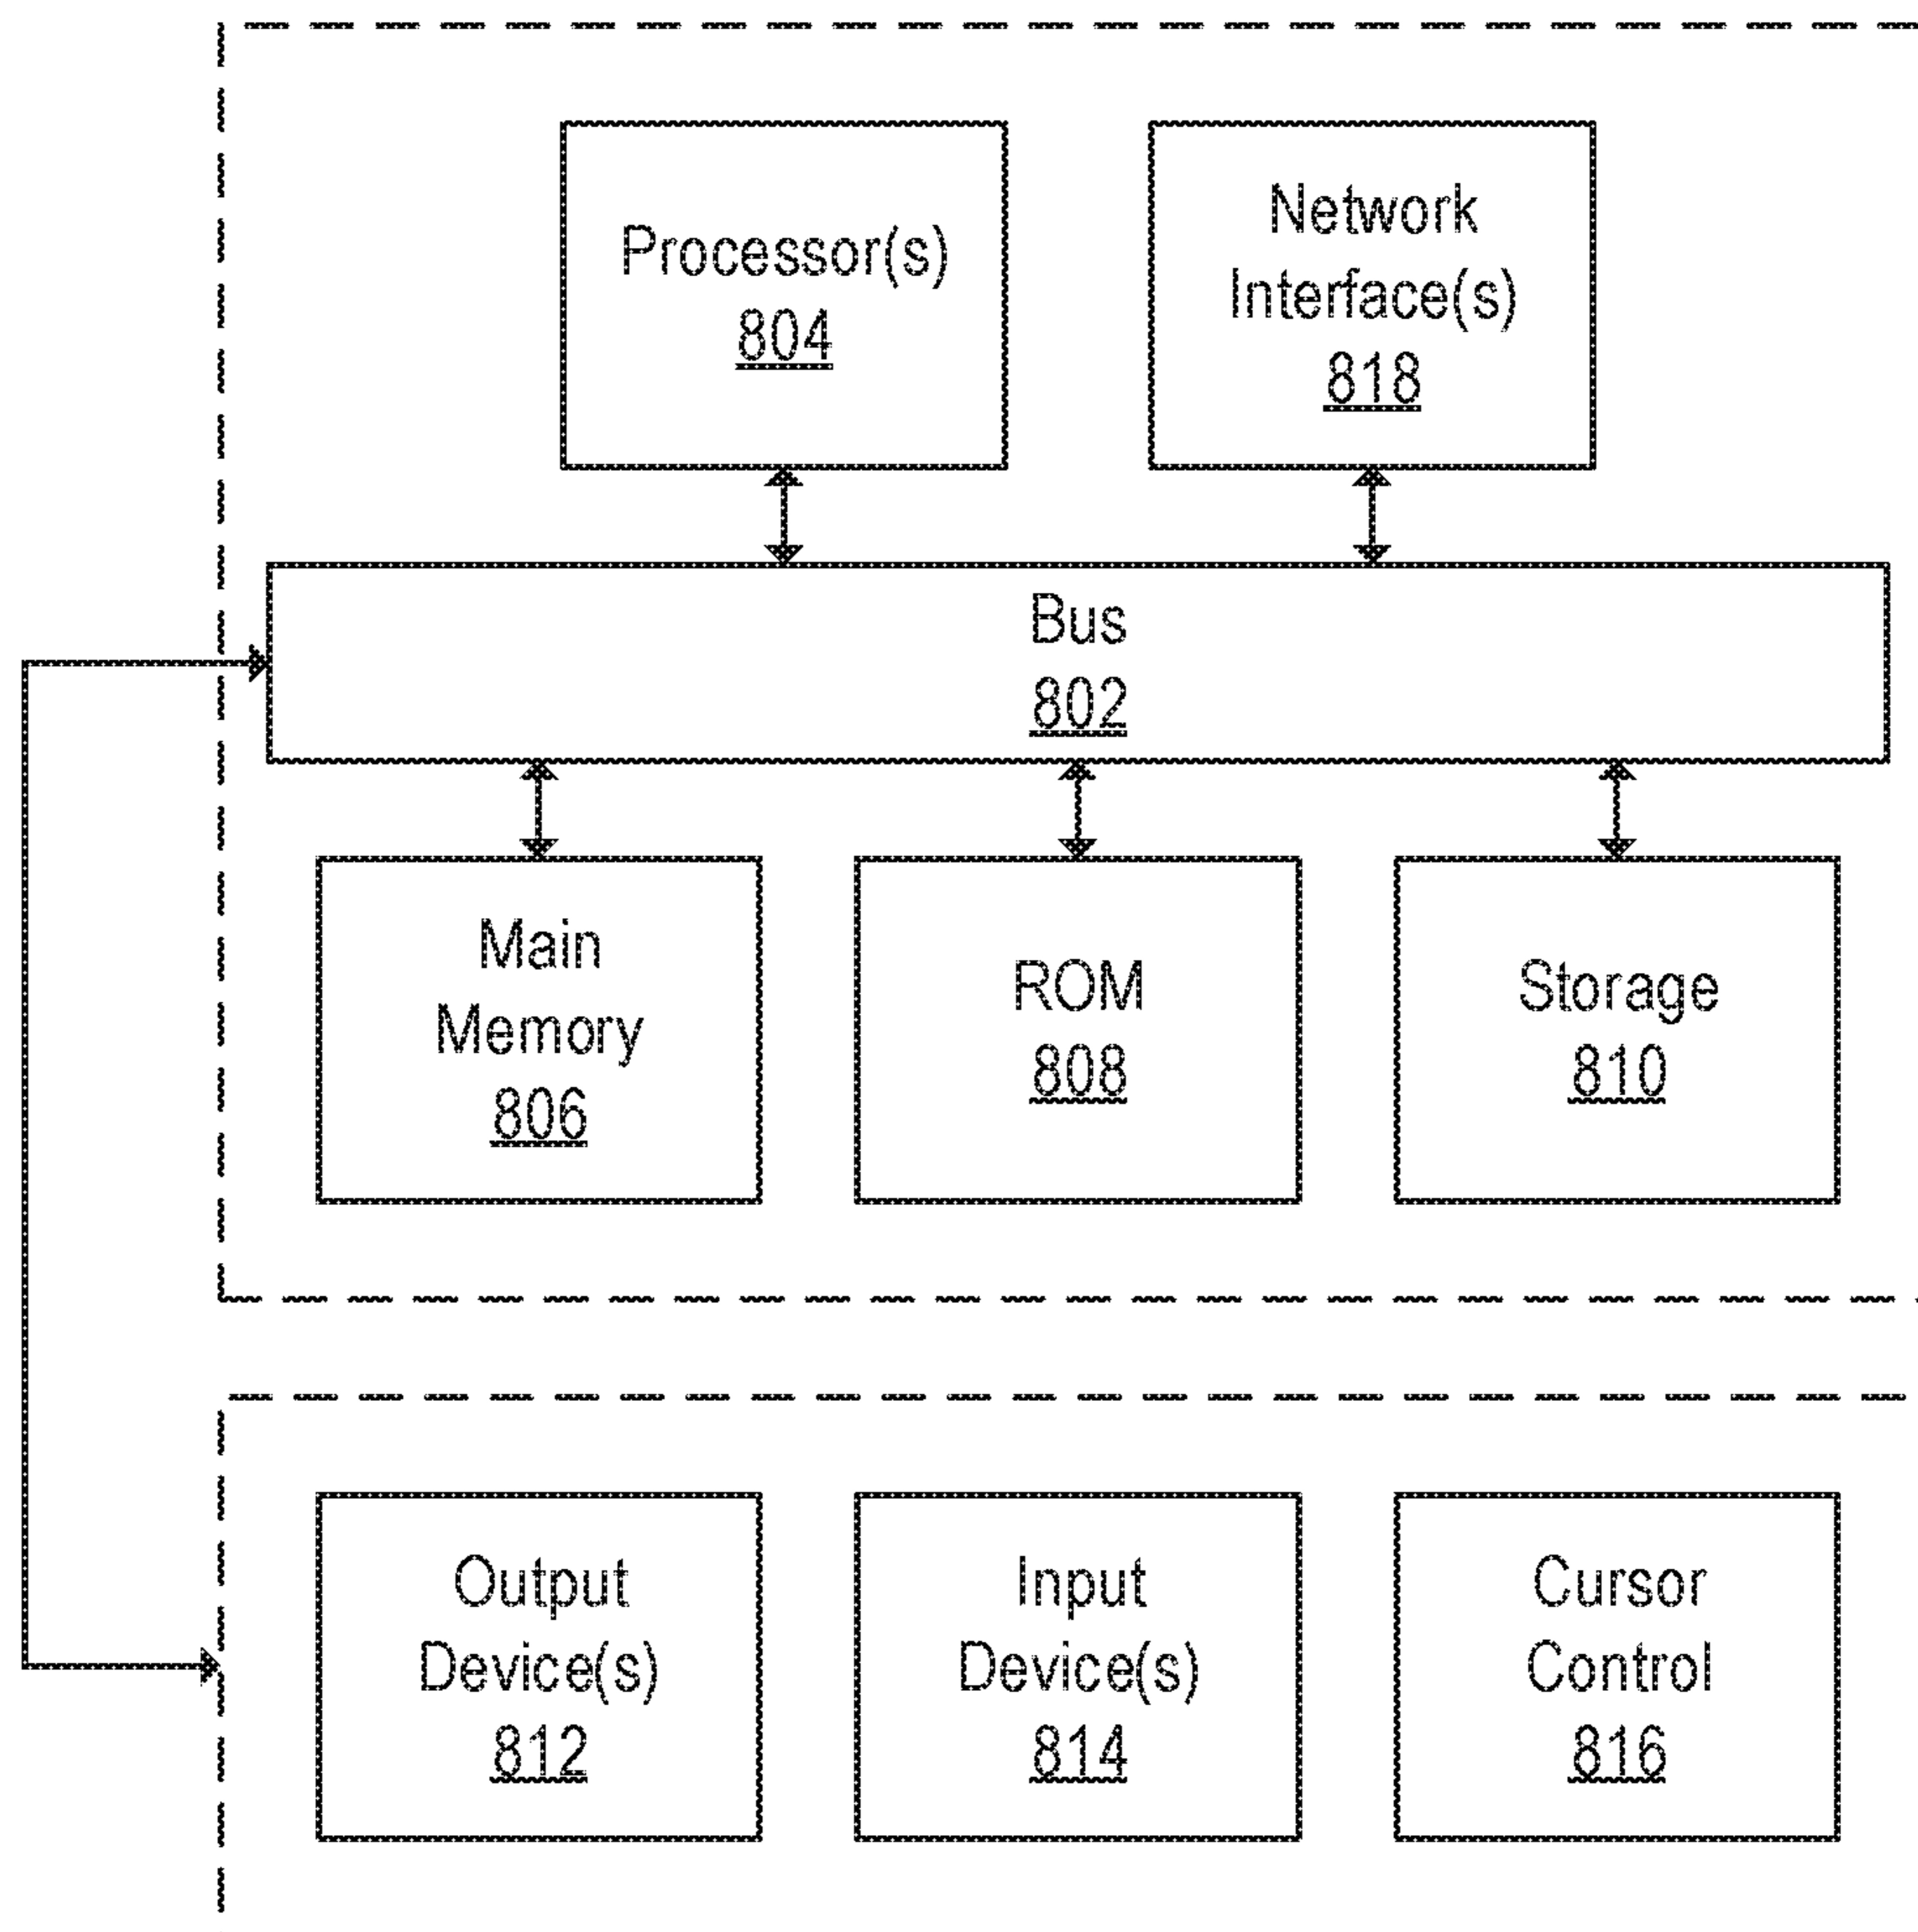 Processor(s)
804
Network
Interface(s)
818
Bus
802
Main
Memory
806
ROM
808
Storage
810
Output
Device(s)
812
Input
Device(s)
814
Cursor
Control
816